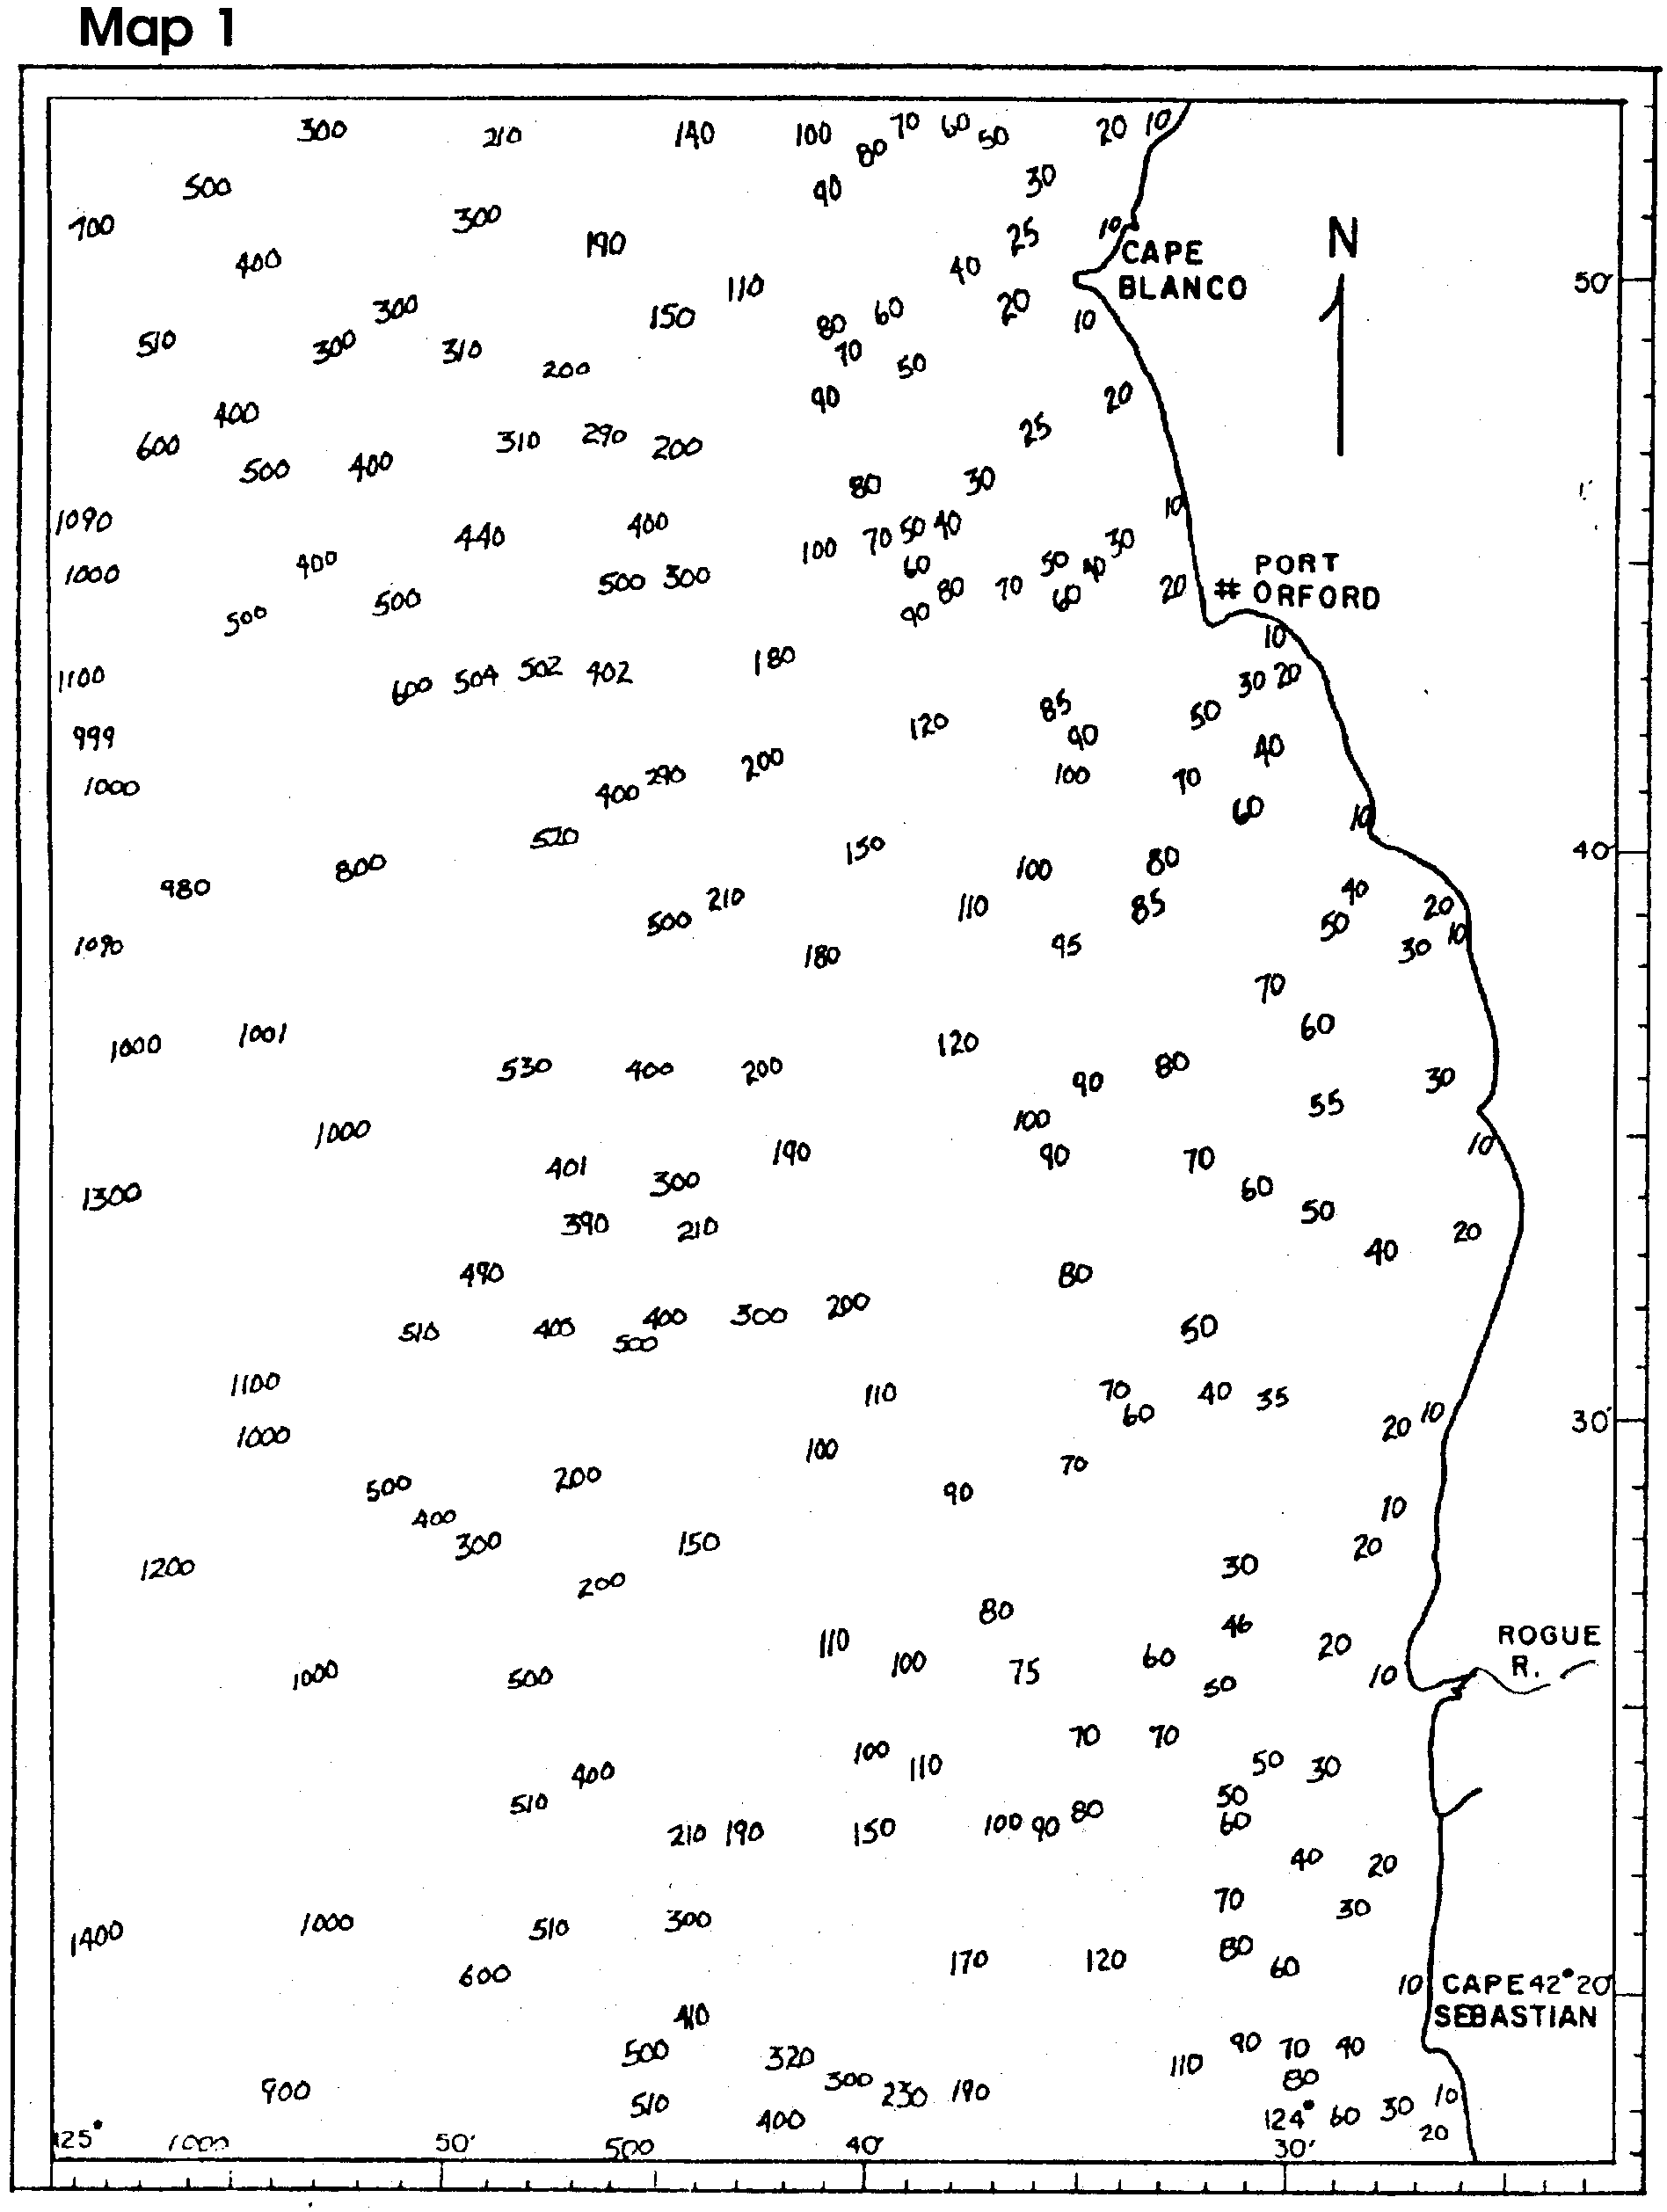 Map 1
300 210 140 100 80 70 60 50 20 10
500 90 30
700 300 190 25 10 N
400 40 CAPE
110 BLANCO 50'
300 150 80 60 20 10
510 300 310 200 70 50
400 90 20
600 500 400 310 290 200 25
80 30
1090 440 400 70 50 40 10
1000 400 100 60 50 40 30 PORT
500 500 500 300 90 80 70 60 20 # ORFORD
10
1100 600 504 502 402 180 30 20
999 120 85 50
90 40
1000 400 290 200 100 70
520 60 10
980 800 150 100 80 40'
500 210 110 85 40 20
1090 180 95 50 30 10
70
1000 1001 120 60
530 400 200 90 80 30
1000 100 55
401 190 90 70 10
1300 300 60
390 210 50 20
490 80 40
510 400 400 300 200 50
500
1100 110 70 40 35
1000 100 60 20 10 30'
500 200 90 70
400 10
1200 300 150 30 20
200
80 46
110 20 ROGUE
1000 500 100 75 60 50 10 R.
70 70
400 100 110 50 30
510 50
210 190 150 100 90 80 60
40 20
70
1400 1000 510 300 30
600 170 120 80 60
10 CAPE 42° 20'
410 SEBASTIAN
500 320 110 90 70 40
900 300 80
510 230 190 10
400 124° 60 30
125° 1000 50' 500 40' 30' 20